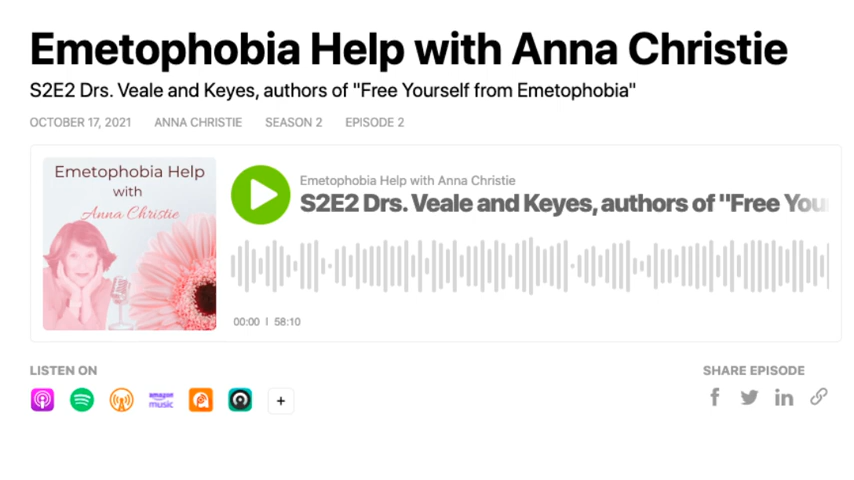 Emetophobia Help with Anna Christie
S2E2 Drs. Veale and Keyes, authors of "Free Yourself from Emetophobia"
OCTOBER 17, 2021 ANNA CHRISTIE SEASON 2 EPISODE 2
Emetophobia Help
with
Anna Christie
Emetophobia Help with Anna Christie
S2E2 Drs. Veale and Keyes, authors of "Free You
00:00 | 58:10
LISTEN ON
amazon
music
+
SHARE EPISODE